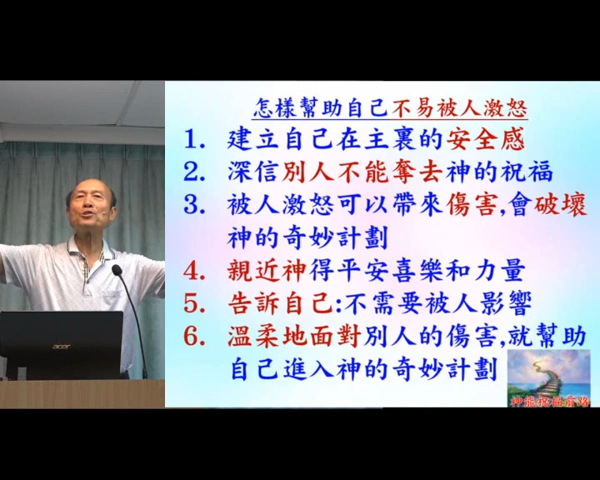 怎樣幫助自己不易被人激怒
1. 建立自己在主裏的安全感
2. 深信別人不能奪去神的祝福
3. 被人激怒可以帶來傷害,會破壞
神的奇妙計劃
4. 親近神得平安喜樂和力量
5. 告訴自己:不需要被人影響
6. 溫柔地面對別人的傷害,就幫助
自己進入神的奇妙計劃
acer